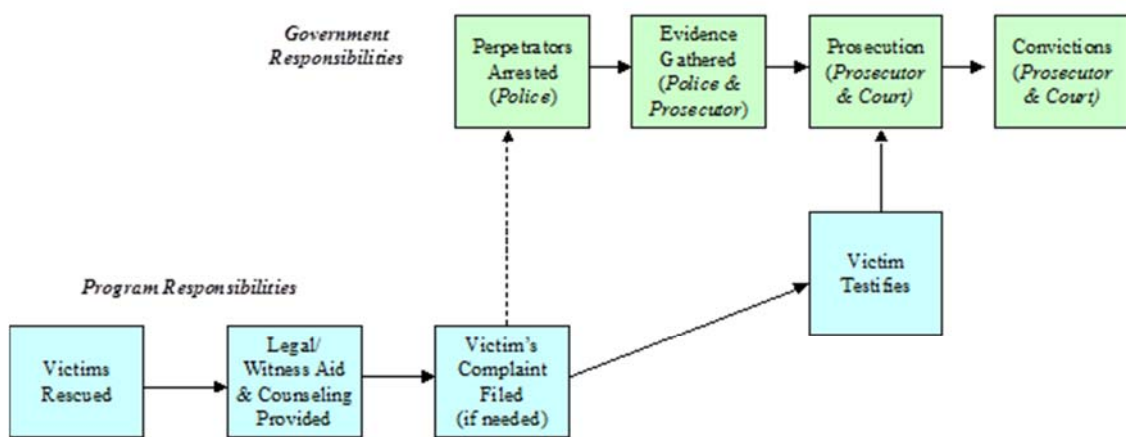 Government
Responsibilities
Perpetrators
Arrested
(Police)
Evidence
Gathered
(Police &
Prosecutor)
Prosecution
(Prosecutor
& Court)
Convictions
(Prosecutor
& Court)
Victim
Testifies
Program Responsibilities
Victims
Rescued
Legal/
Witness Aid
& Counseling
Provided
Victim's
Complaint
Filed
(if needed)